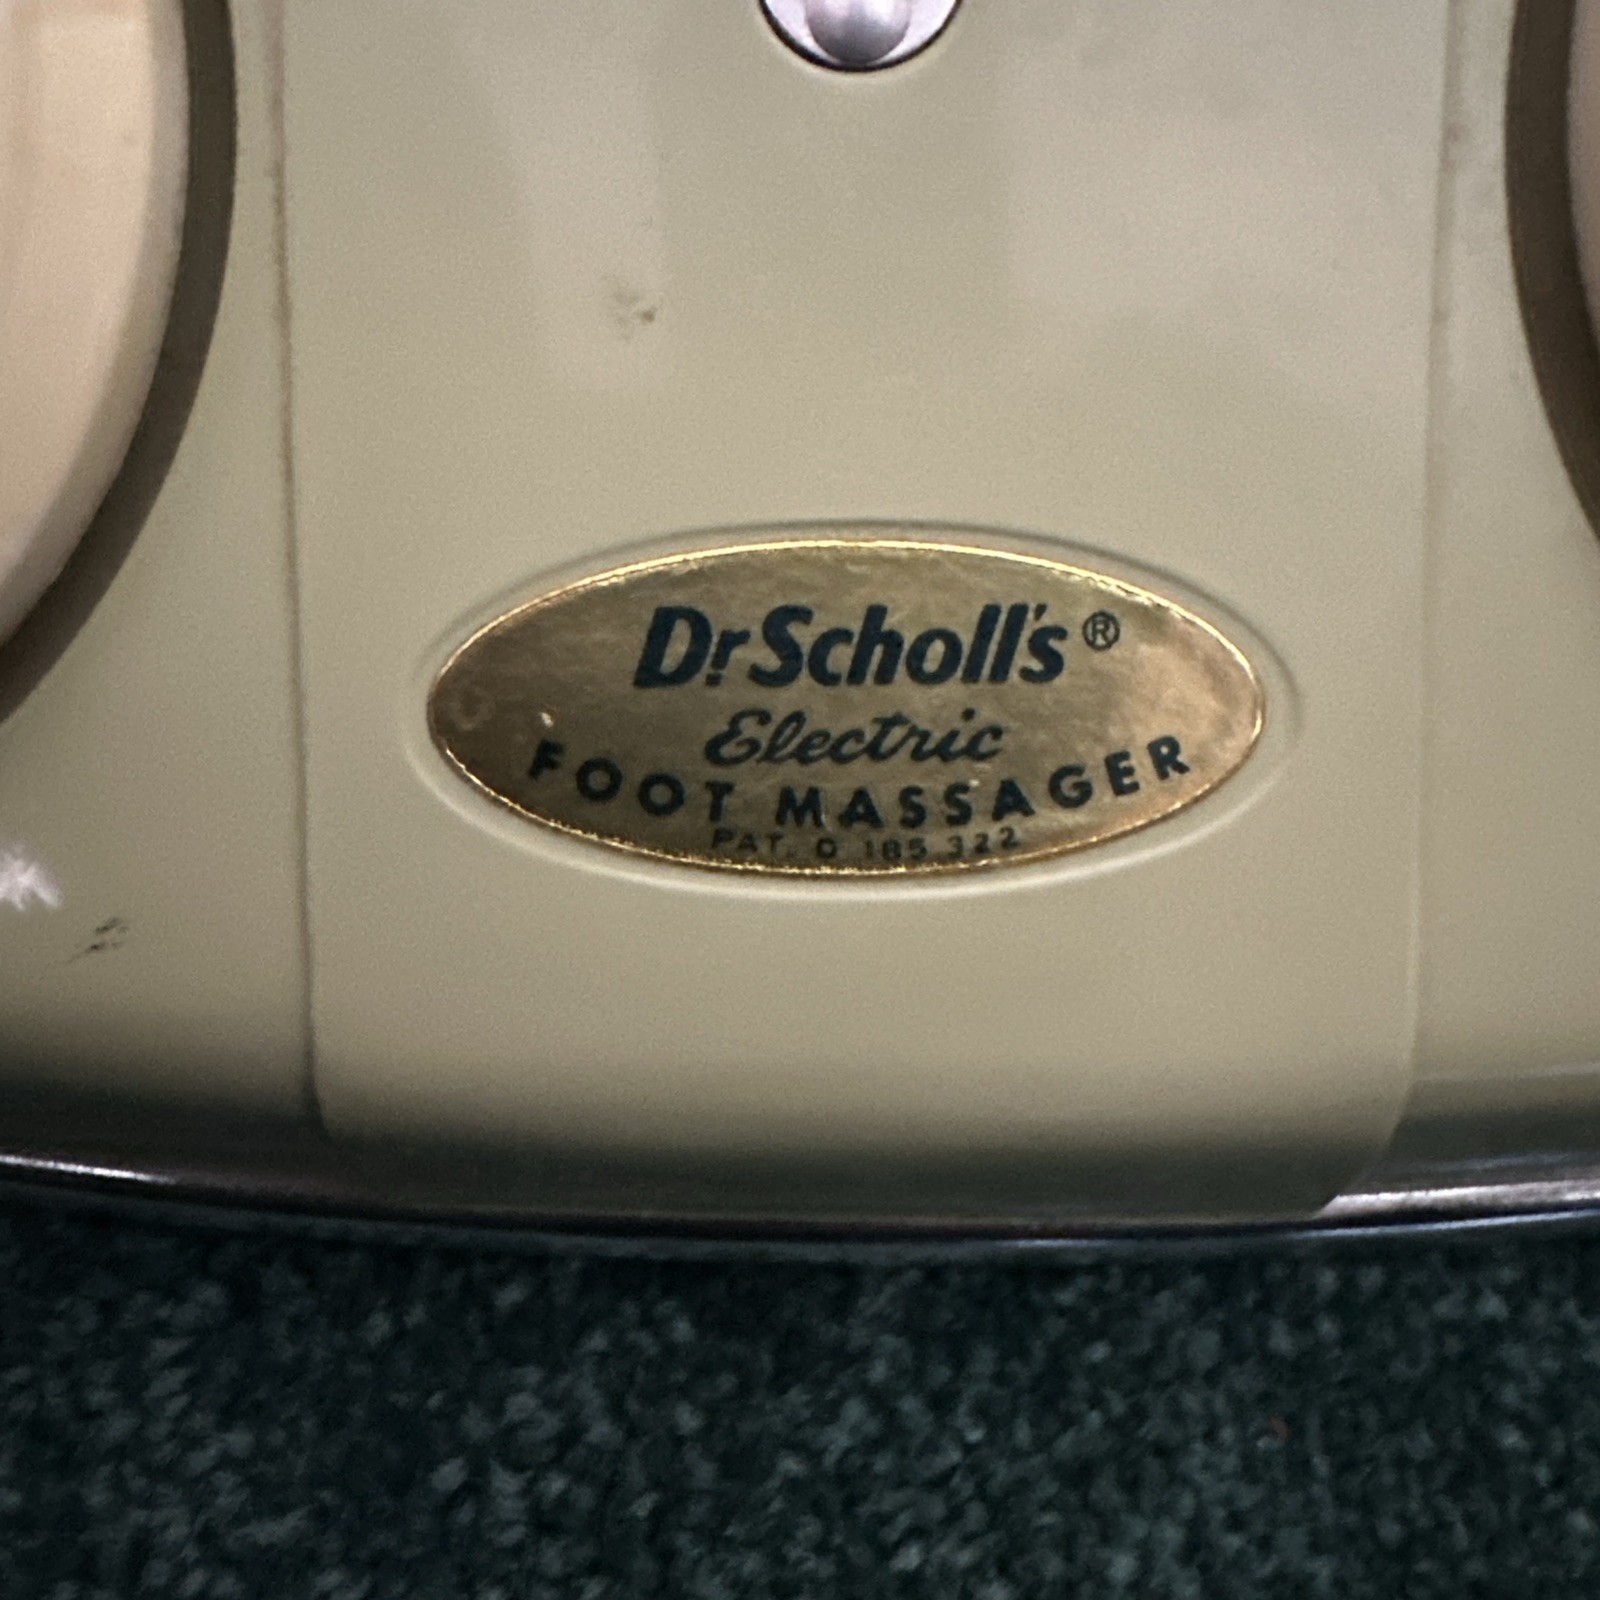 Dr. Scholl's ®
Electric
FOOT MASSAGER
PAT. D 185 322